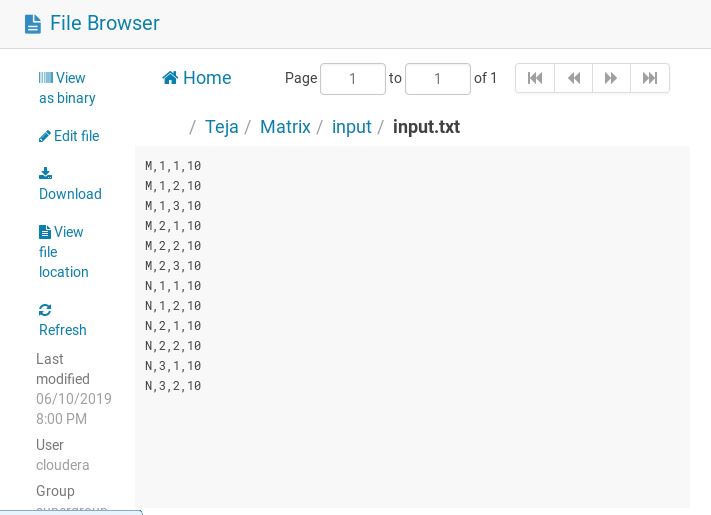 File Browser
View
as binary
Edit file
Download
View
file
location
Refresh
Last
modified
06/10/2019
8:00 PM
User
cloudera
Group
supergroup
Home
Page 1 to 1 of 1
/ Teja / Matrix / input / input.txt
M,1,1,10
M,1,2,10
M,1,3,10
M,2,1,10
M,2,2,10
M,2,3,10
N,1,1,10
N,1,2,10
N,2,1,10
N,2,2,10
N,3,1,10
N,3,2,10